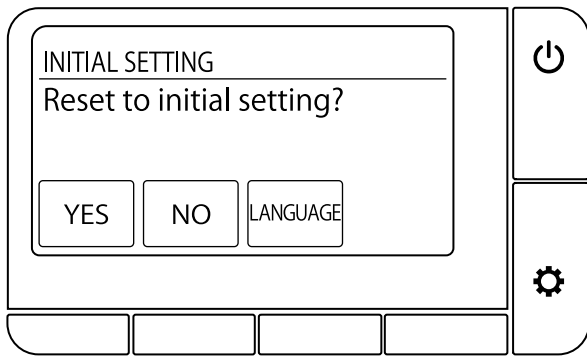 INITIAL SETTING
Reset to initial setting?
YES NO LANGUAGE